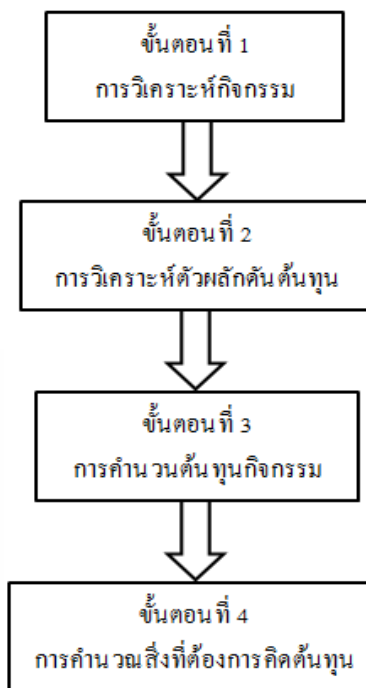 ขั้นตอนที่ 1
การวิเคราะห์กิจกรรม
ขั้นตอนที่ 2
การวิเคราะห์ตัวผลักดันต้นทุน
ขั้นตอนที่ 3
การคำนวนต้นทุนกิจกรรม
ขั้นตอนที่ 4
การคำนวณสิ่งที่ต้องการคิดต้นทุน